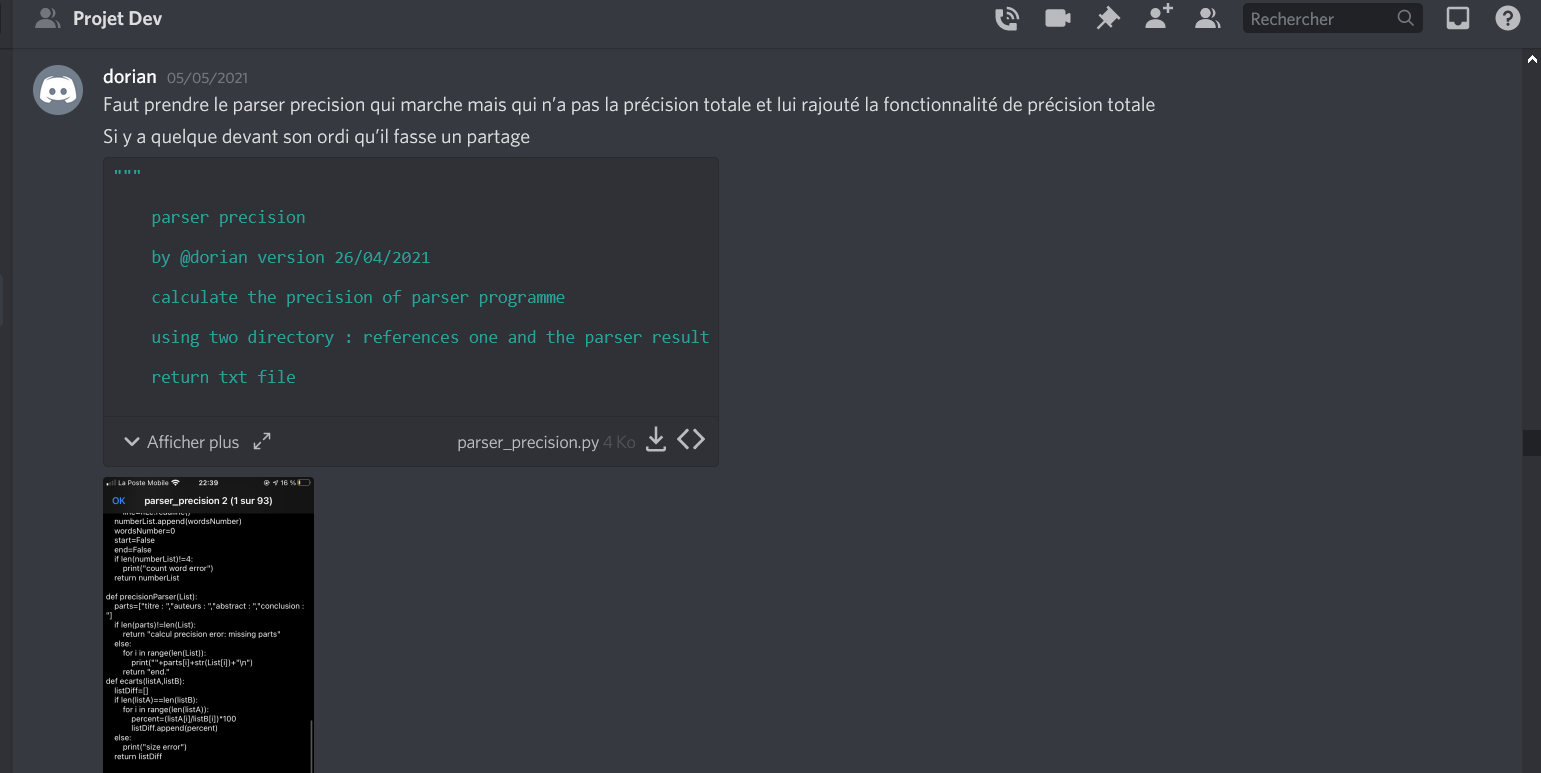 Projet Dev
Rechercher
dorian 05/05/2021
Faut prendre le parser precision qui marche mais qui n’a pas la précision totale et lui rajouté la fonctionnalité de précision totale
Si y a quelque devant son ordi qu’il fasse un partage
"""
parser precision
by @dorian version 26/04/2021
calculate the precision of parser programme
using two directory : references one and the parser result
return txt file
Afficher plus
parser_precision.py 4 Ko
La Poste Mobile 22:39 16 %
OK parser_precision 2 (1 sur 93)
numberList.append(wordsNumber)
wordsNumber=0
start=False
end=False
if len(numberList)!=4:
print("count word error")
return numberList
def precisionParser(List):
parts=["titre : ","auteurs : ","abstract : ","conclusion :
"]
if len(parts)!=len(List):
return "calcul precision eror: missing parts"
else:
for i in range(len(List)):
print(""+parts[i]+str(List[i])+"\n")
return "end."
def ecarts(listA,listB):
listDiff=[]
if len(listA)==len(listB):
for i in range(len(listA)):
percent=(listA[i]/listB[i])*100
listDiff.append(percent)
else:
print("size error")
return listDiff